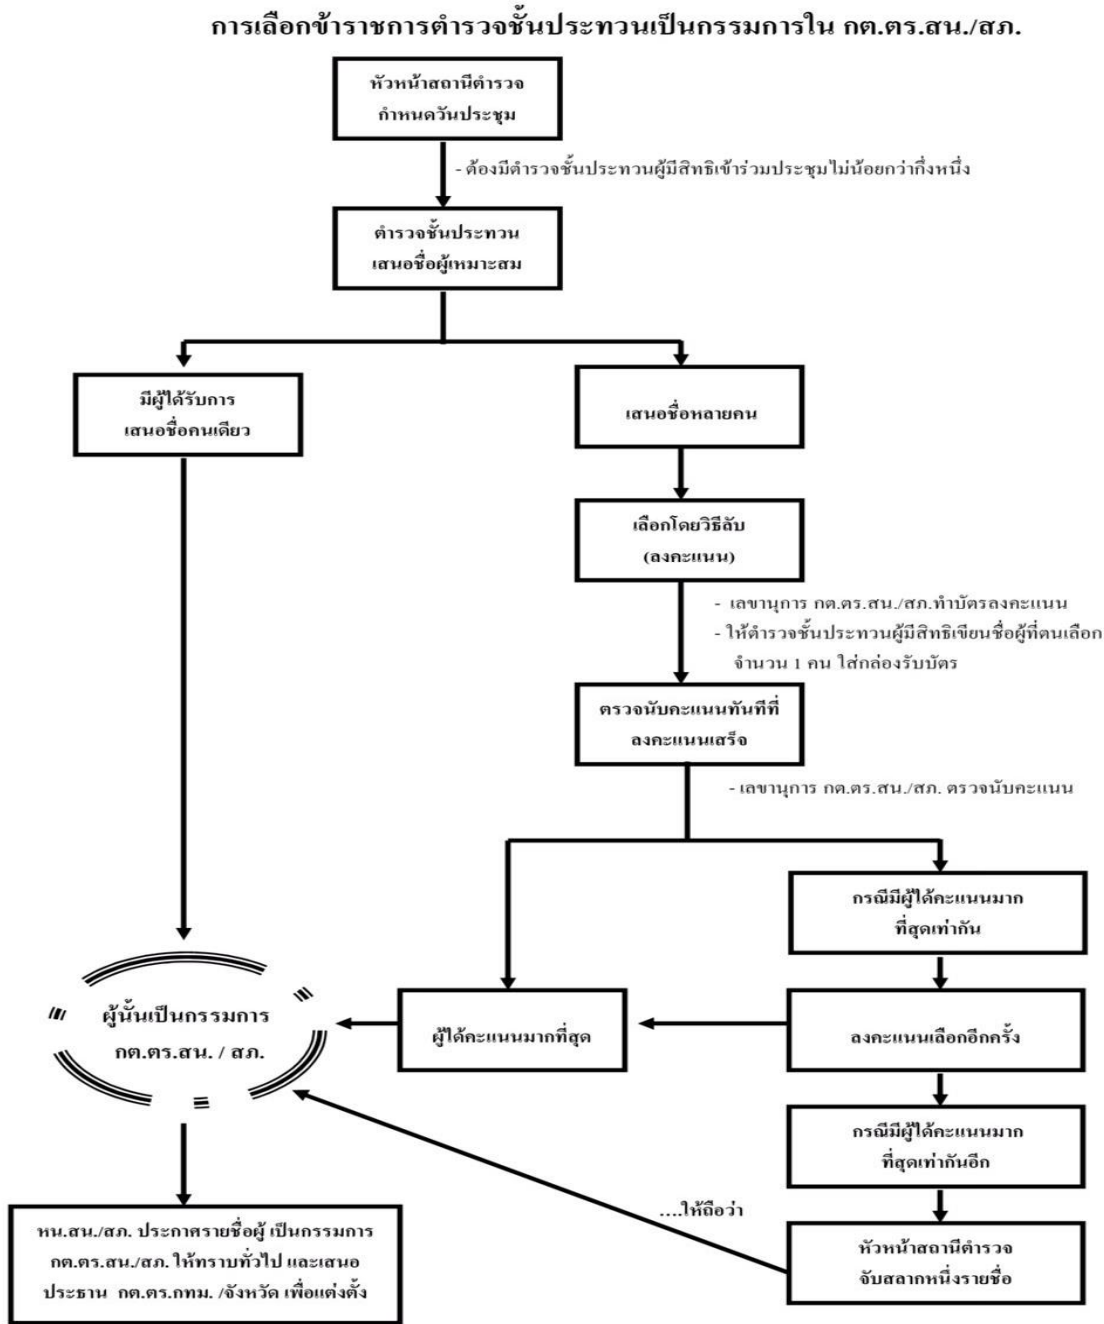 การเลือกข้าราชการตำรวจชั้นประทวนเป็นกรรมการใน กต.ตร.สน./สภ.
หัวหน้าสถานีตำรวจ
กำหนดวันประชุม
- ต้องมีตำรวจชั้นประทวนผู้มีสิทธิเข้าร่วมประชุมไม่น้อยกว่ากึ่งหนึ่ง
ตำรวจชั้นประทวน
เสนอชื่อผู้เหมาะสม
มีผู้ได้รับการ
เสนอชื่อคนเดียว
เสนอชื่อหลายคน
เลือกโดยวิธีลับ
(ลงคะแนน)
- เลขานุการ กต.ตร.สน./สภ.ทำบัตรลงคะแนน
- ให้ตำรวจชั้นประทวนผู้มีสิทธิเขียนชื่อผู้ที่ตนเลือก
จำนวน 1 คน ใส่กล่องรับบัตร
ตรวจนับคะแนนทันทีที่
ลงคะแนนเสร็จ
- เลขานุการ กต.ตร.สน./สภ. ตรวจนับคะแนน
กรณีมีผู้ได้คะแนนมาก
ที่สุดเท่ากัน
ผู้นั้นเป็นกรรมการ
กต.ตร.สน. / สภ.
ผู้ได้คะแนนมากที่สุด
ลงคะแนนเลือกอีกครั้ง
กรณีมีผู้ได้คะแนนมาก
ที่สุดเท่ากันอีก
....ให้ถือว่า
หัวหน้าสถานีตำรวจ
จับสลากหนึ่งรายชื่อ
หน.สน./สภ. ประกาศรายชื่อผู้ เป็นกรรมการ
กต.ตร.สน./สภ. ให้ทราบทั่วไป และเสนอ
ประธาน กต.ตร.กทม. /จังหวัด เพื่อแต่งตั้ง